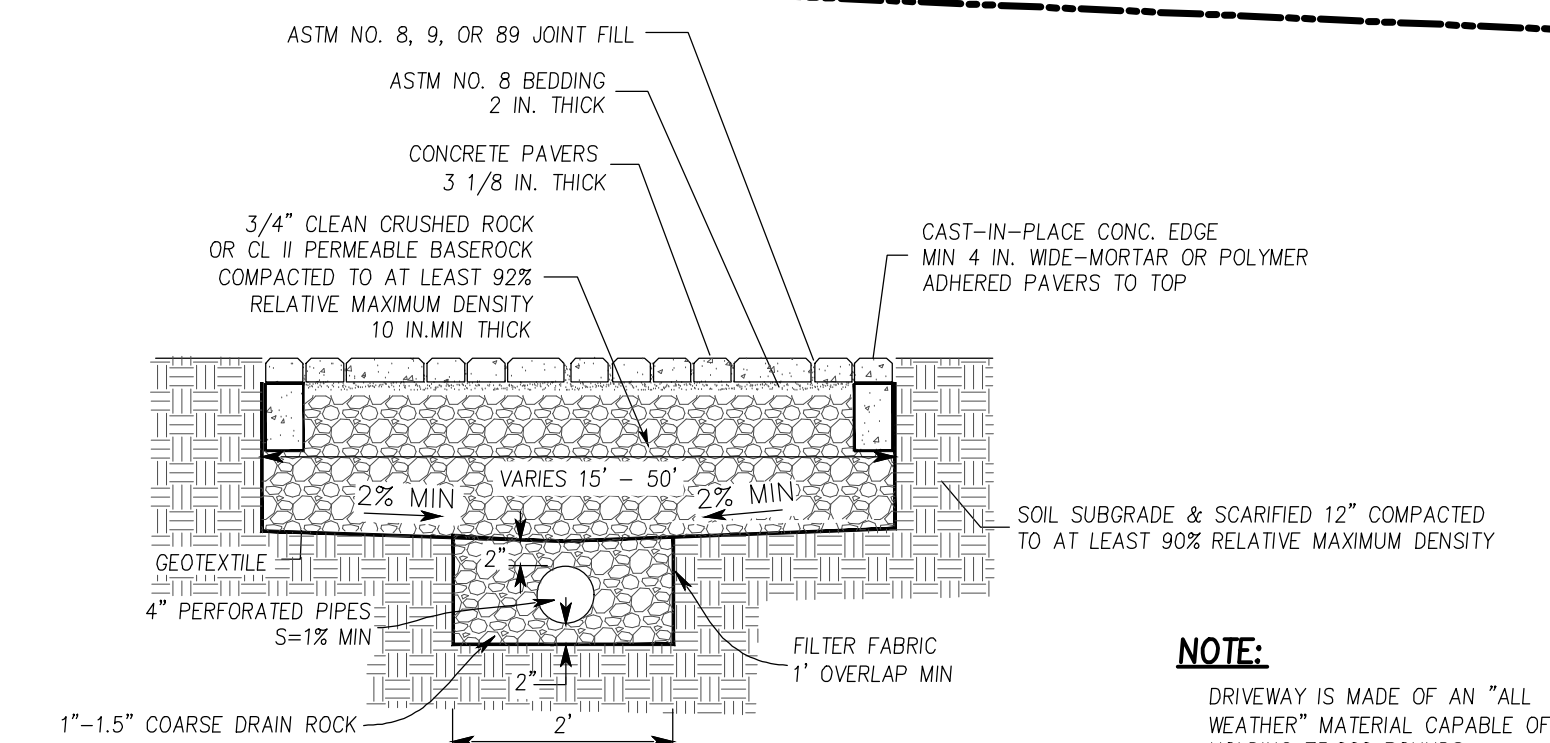 ASTM NO. 8, 9, OR 89 JOINT FILL
ASTM NO. 8 BEDDING
2 IN. THICK
CONCRETE PAVERS
3 1/8 IN. THICK
3/4" CLEAN CRUSHED ROCK
OR CL II PERMEABLE BASEROCK
COMPACTED TO AT LEAST 92%
RELATIVE MAXIMUM DENSITY
10 IN.MIN THICK
CAST-IN-PLACE CONC. EDGE
MIN 4 IN. WIDE-MORTAR OR POLYMER
ADHERED PAVERS TO TOP
VARIES 15' - 50'
2% MIN
2% MIN
SOIL SUBGRADE & SCARIFIED 12" COMPACTED
TO AT LEAST 90% RELATIVE MAXIMUM DENSITY
GEOTEXTILE
2"
4" PERFORATED PIPES
S=1% MIN
FILTER FABRIC
1' OVERLAP MIN
2"
1"-1.5" COARSE DRAIN ROCK
2'
NOTE:
DRIVEWAY IS MADE OF AN "ALL
WEATHER" MATERIAL CAPABLE OF